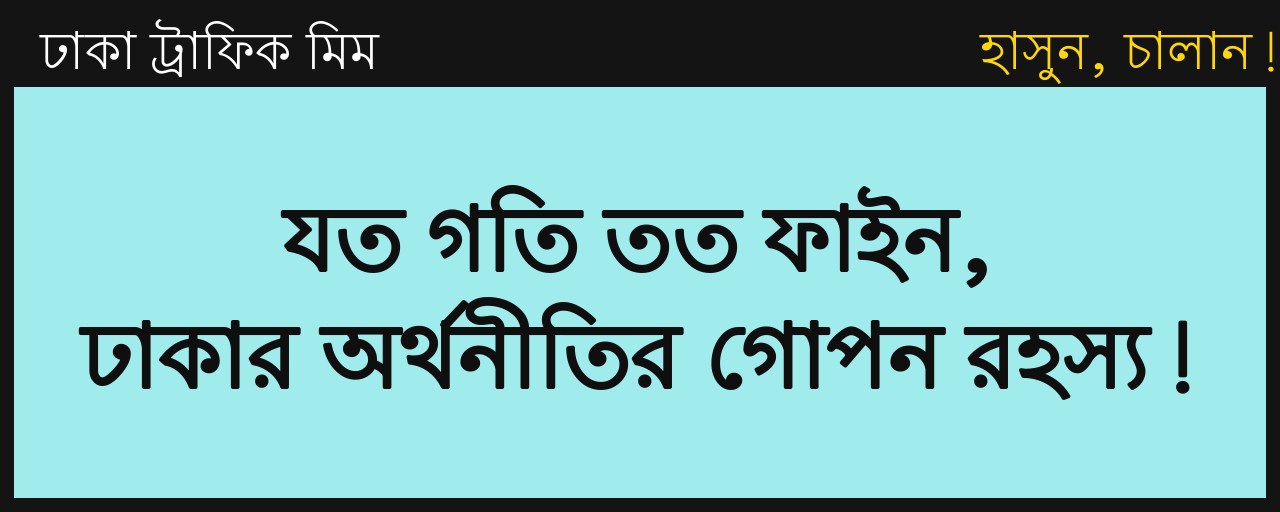 ঢাকা ট্রাফিক মিম
হাসুন, চালান!
যত গতি তত ফাইন,
ঢাকার অর্থনীতির গোপন রহস্য!